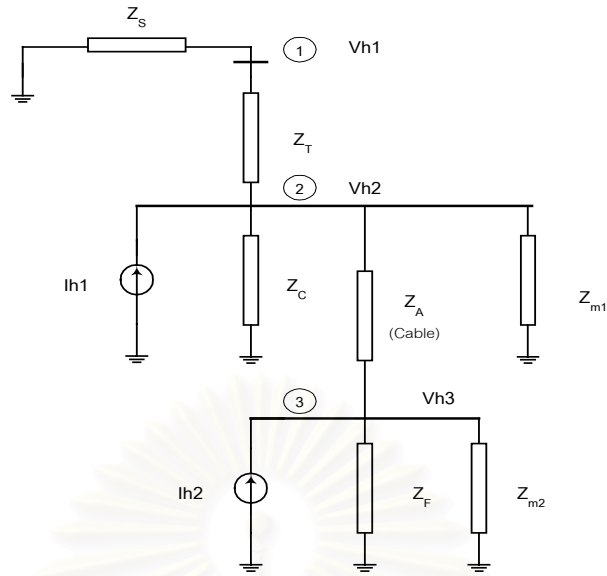 Z_S
1 Vh1
Z_T
2 Vh2
Ih1
Z_C
Z_A
(Cable)
Z_m1
3 Vh3
Ih2
Z_F
Z_m2